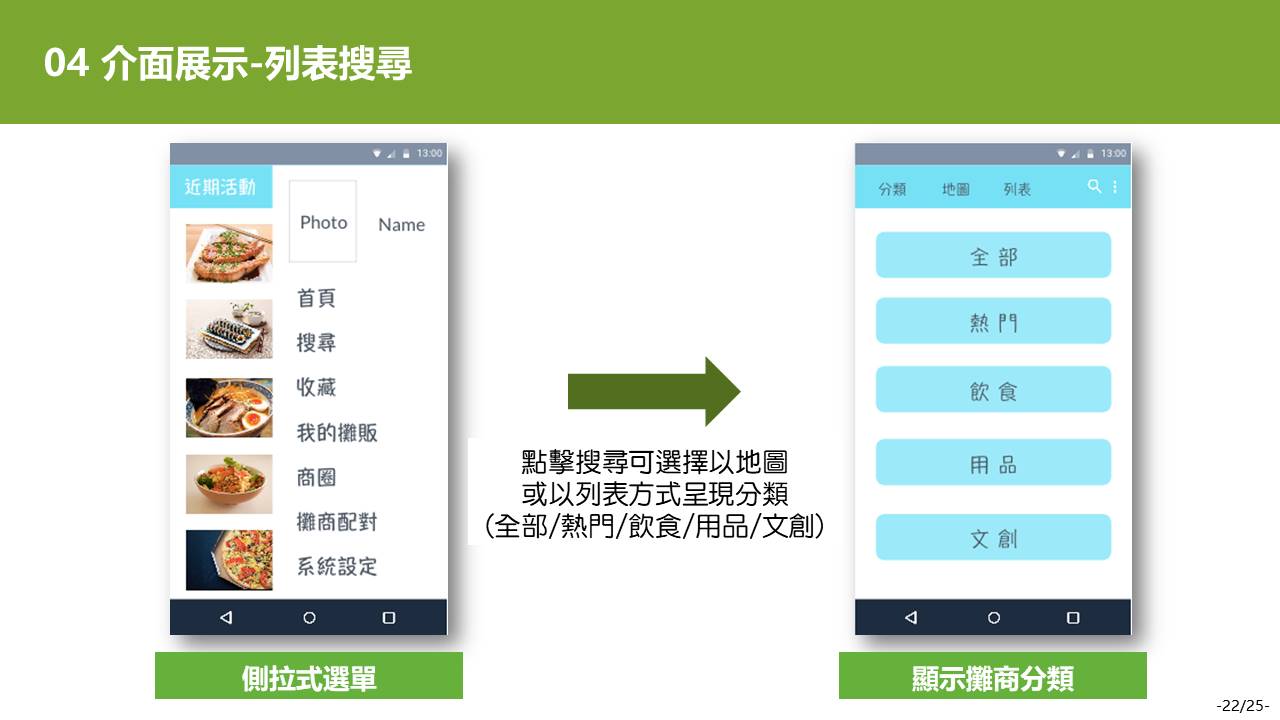 04 介面展示-列表搜尋
13:00
近期活動
Photo
Name
首頁
搜尋
收藏
我的攤販
商圈
攤商配對
系統設定
側拉式選單
點擊搜尋可選擇以地圖
或以列表方式呈現分類
(全部/熱門/飲食/用品/文創)
13:00
分類 地圖 列表
全部
熱門
飲食
用品
文創
顯示攤商分類
-22/25-